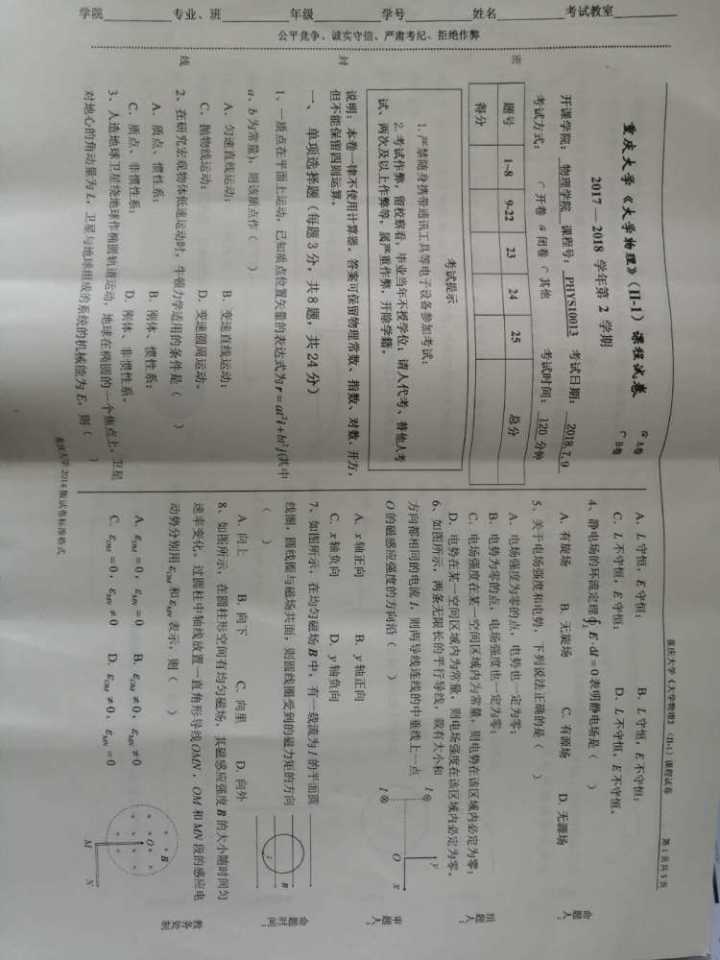 重庆大学《大学物理》(II-1)课程试卷
A卷
B卷
2017 — 2018 学年第 2 学期
开课学院： 物理学院 课程号： PHYS10013 考试日期： 2018.7.9
考试方式： 开卷 闭卷 其他 考试时间： 120 分钟
题号 1~8 9-22 23 24 25 总分
得分
考试提示
1.严禁随身携带通讯工具等电子设备参加考试；
2.考试作弊，留校察看，毕业当年不授学位；请人代考、替他人考
试、两次及以上作弊等，属严重作弊，开除学籍。
说明：本卷一律不使用计算器。答案可保留物理常数、指数、对数、开方，
但不能保留四则运算。
一、 单项选择题（每题 3 分，共 8 题，共 24 分）
1、一质点在平面上运动，已知质点位置矢量的表达式为 r = at²i + bt²j(其中
a、b 为常量)，则该质点作（ ）
A、匀速直线运动； B、变速直线运动；
C、抛物线运动； D、变速圆周运动。
2、在研究宏观物体低速运动时，牛顿力学适用的条件是（ ）
A、质点、惯性系； B、刚体、惯性系；
C、质点、非惯性系； D、刚体、非惯性系。
3、人造地球卫星绕地球作椭圆轨道运动，地球在椭圆的一个焦点上，卫星
对地心的角动量为 L，卫星与地球组成的系统的机械能为 E，则（ ）
重庆大学《大学物理》(II-1）课程试卷 第 1 页共 5 页
A、L 守恒，E 守恒； B、L 守恒，E 不守恒；
C、L 不守恒，E 守恒； D、L 不守恒，E 不守恒。
4、静电场的环流定理∮L E·dl = 0 表明静电场是（ ）
A. 有旋场 B. 无旋场 C. 有源场 D. 无源场
5、关于电场强度和电势，下列说法正确的是（ ）
A．电场强度为零的点，电势也一定为零；
B．电势为零的点，电场强度也一定为零；
C．电场强度在某一空间区域内为常量，则电势在该区域内必定为零；
D．电势在某一空间区域内为常量，则电场强度在该区域内必定为零。
6、如图所示，两条无限长的平行导线，载有大小和
方向都相同的电流 I，则两导线连线的中垂线上一点
O 的磁感应强度的方向沿（ ）
A. x 轴正向 B. y 轴正向
C. x 轴负向 D. y 轴负向
I
y
O x
I
7、如图所示，在均匀磁场 B 中，有一载流为 I 的平面圆
线圈，圆线圈与磁场共面，则圆线圈受到的磁力矩的方向
（ ）
A. 向上 B. 向下 C. 向里 D. 向外
B
I
8、如图所示，在圆柱形空间有均匀磁场，其磁感应强度 B 的大小随时间匀
速率变化。过圆柱中轴线放置一直角形导线OMN，OM 和 MN 段的感应电
动势分别用 εOM 和 εMN 表示，则（ ）
A. εOM = 0，εMN = 0 B. εOM ≠ 0，εMN ≠ 0
C. εOM = 0，εMN ≠ 0 D. εOM ≠ 0，εMN = 0
B
O
M N
重庆大学 2014 版试卷标准格式
学院 专业、班 年级 学号 姓名 考试教室
公平竞争、诚实守信、严肃考纪、拒绝作弊
密
封
线
命题人：
组题人：
审题人：
命题时间：
教务处制